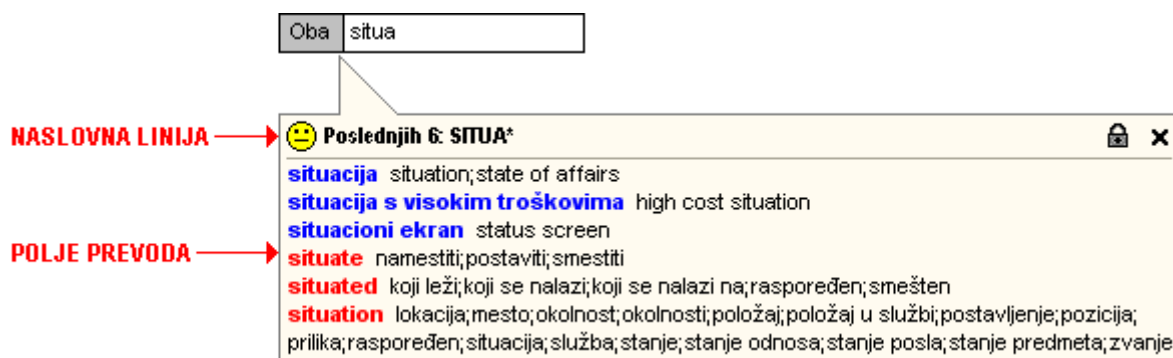 Oba situa
NASLOVNA LINIJA
Poslednjih 6: SITUA*
situacija situation;state of affairs
situacija s visokim troškovima high cost situation
situacioni ekran status screen
POLJE PREVODA
situate namestiti;postaviti;smestiti
situated koji leži;koji se nalazi;koji se nalazi na;raspoređen;smešten
situation lokacija;mesto;okolnost;okolnosti;položaj;položaj u službi;postavljenje;pozicija;
prilika;raspoređen;situacija;služba;stanje;stanje odnosa;stanje posla;stanje predmeta;zvanje